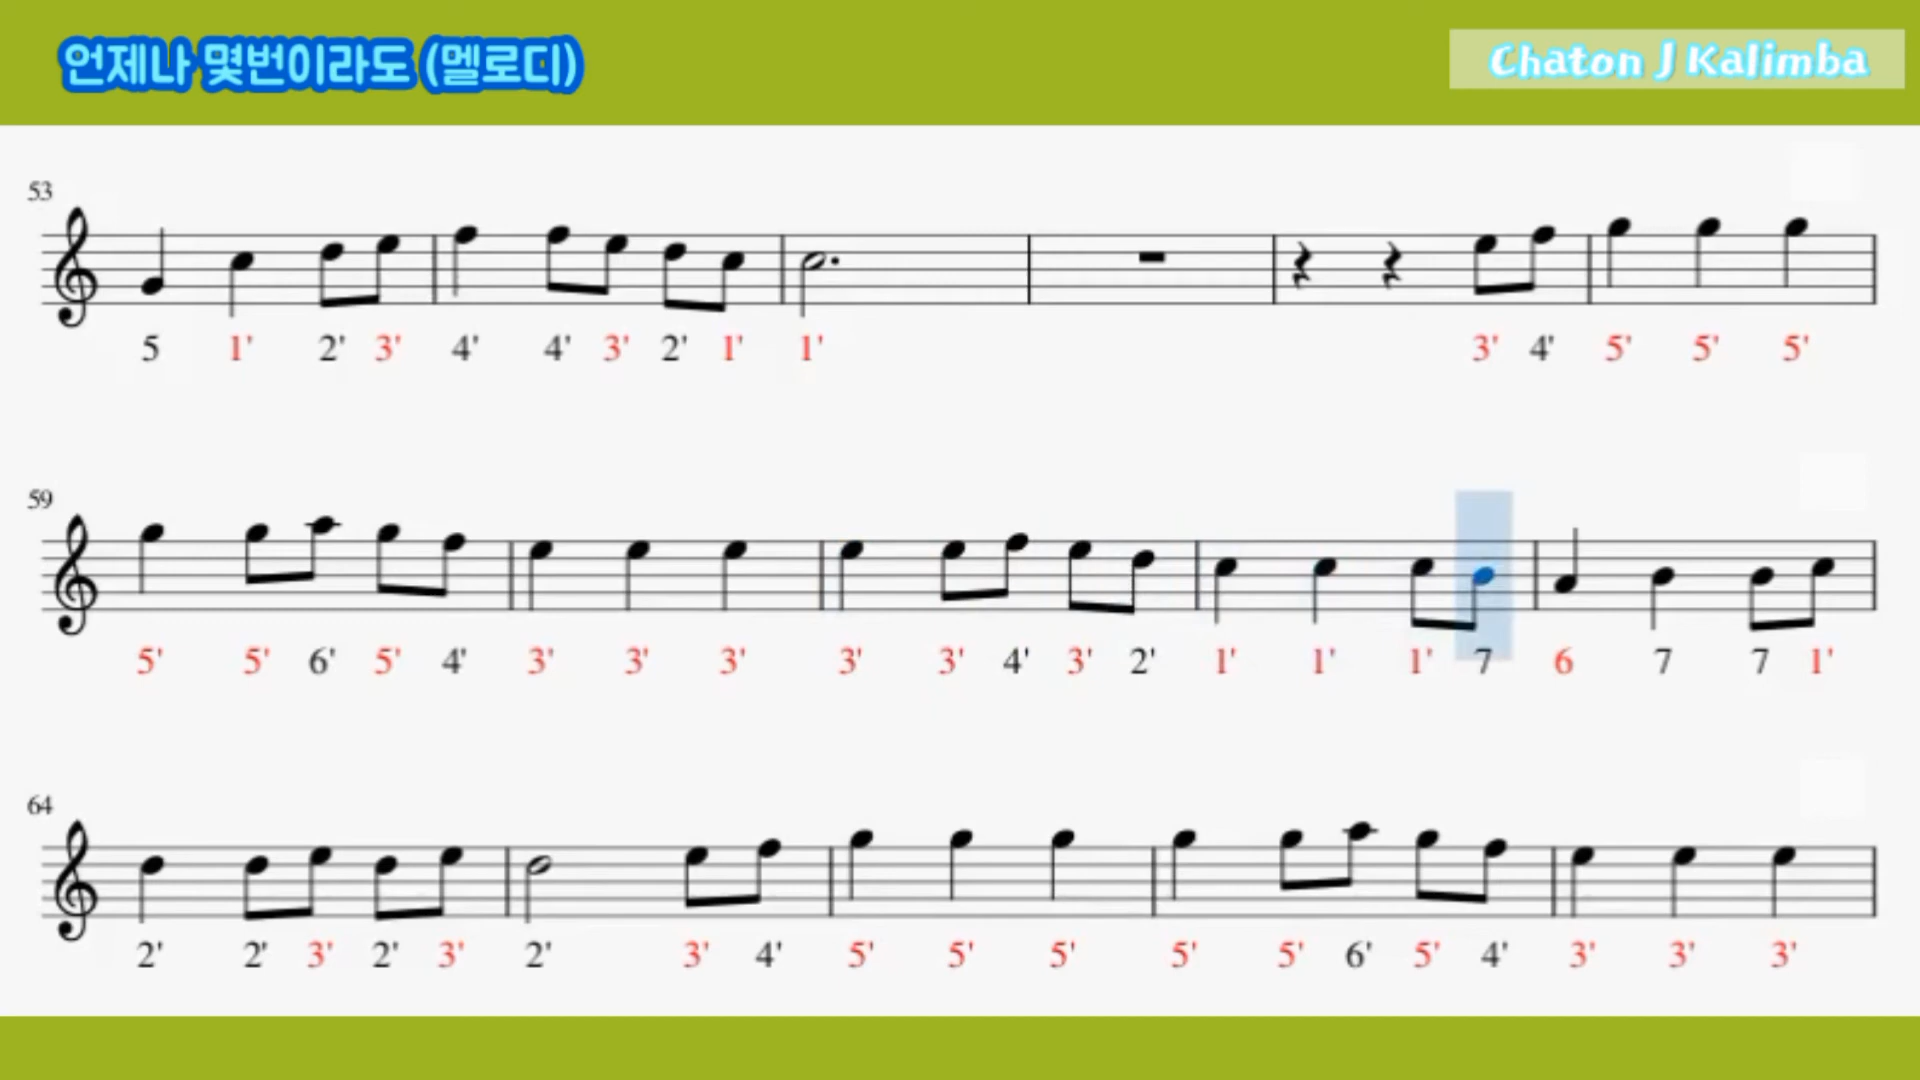 언제나 몇번이라도 (멜로디)
Chaton J Kalimba
53
5 1' 2' 3' 4' 4' 3' 2' 1' 1' 3' 4' 5' 5' 5'
59
5' 5' 6' 5' 4' 3' 3' 3' 3' 3' 4' 3' 2' 1' 1' 1' 7 6 7 7 1'
64
2' 2' 3' 2' 3' 2' 3' 4' 5' 5' 5' 5' 5' 6' 5' 4' 3' 3' 3'